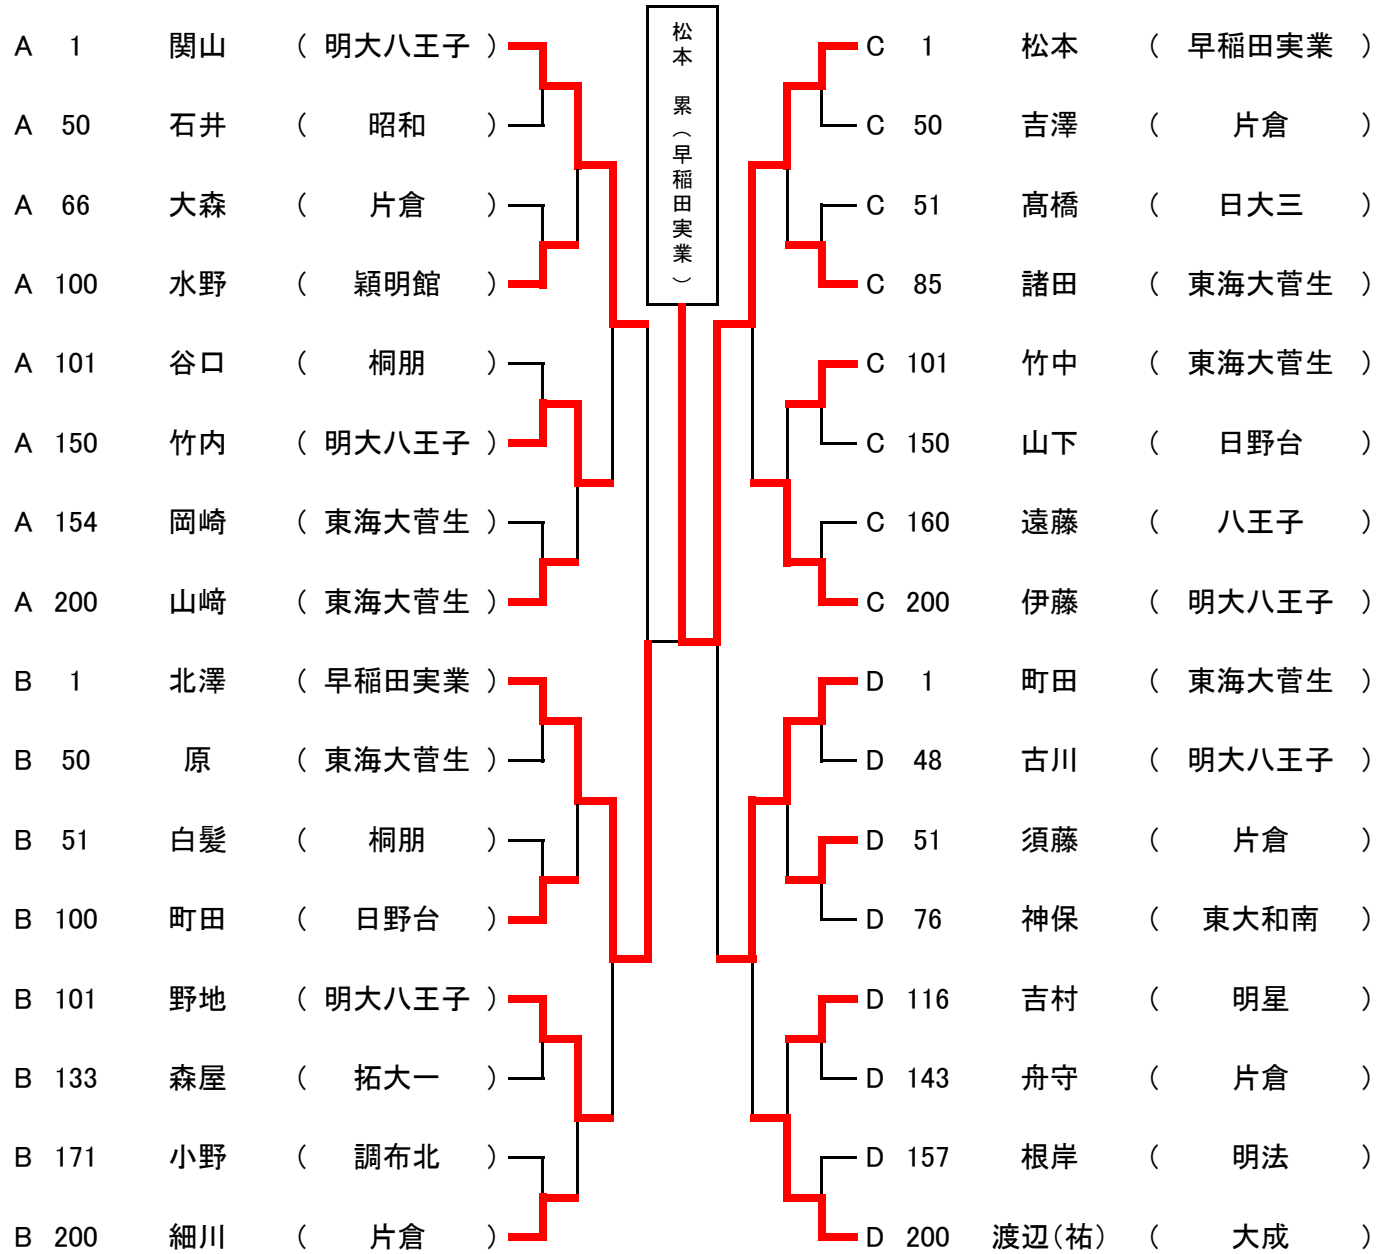 松本 累(早稲田実業)
A 1 関山 ( 明大八王子 )
A 50 石井 ( 昭和 )
A 66 大森 ( 片倉 )
A 100 水野 ( 穎明館 )
A 101 谷口 ( 桐朋 )
A 150 竹内 ( 明大八王子 )
A 154 岡崎 ( 東海大菅生 )
A 200 山﨑 ( 東海大菅生 )
B 1 北澤 ( 早稲田実業 )
B 50 原 ( 東海大菅生 )
B 51 白髪 ( 桐朋 )
B 100 町田 ( 日野台 )
B 101 野地 ( 明大八王子 )
B 133 森屋 ( 拓大一 )
B 171 小野 ( 調布北 )
B 200 細川 ( 片倉 )
C 1 松本 ( 早稲田実業 )
C 50 吉澤 ( 片倉 )
C 51 髙橋 ( 日大三 )
C 85 諸田 ( 東海大菅生 )
C 101 竹中 ( 東海大菅生 )
C 150 山下 ( 日野台 )
C 160 遠藤 ( 八王子 )
C 200 伊藤 ( 明大八王子 )
D 1 町田 ( 東海大菅生 )
D 48 古川 ( 明大八王子 )
D 51 須藤 ( 片倉 )
D 76 神保 ( 東大和南 )
D 116 吉村 ( 明星 )
D 143 舟守 ( 片倉 )
D 157 根岸 ( 明法 )
D 200 渡辺(祐) ( 大成 )